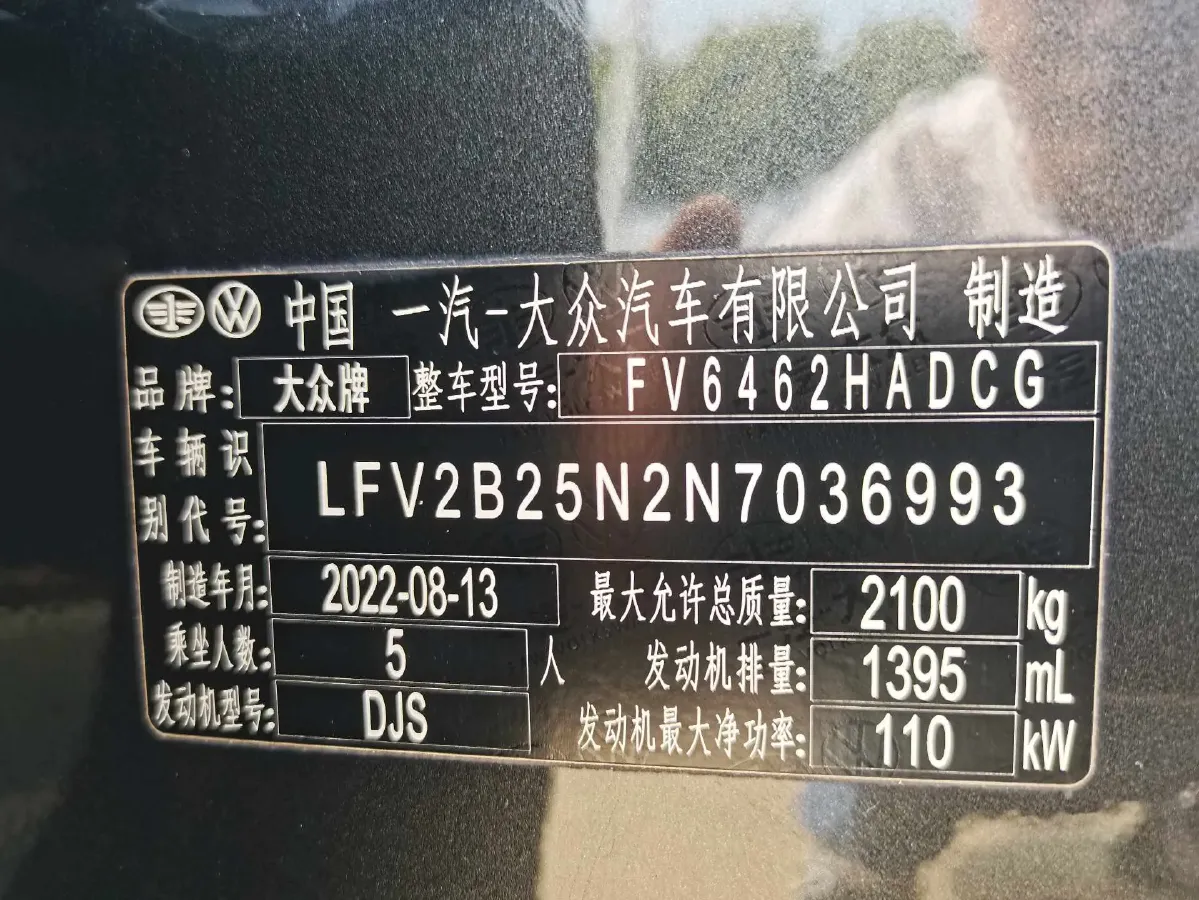 中国 一汽-大众汽车有限公司 制造
品牌: 大众牌 整车型号: FV6462HADCG
车辆识别代号: LFV2B25N2N7036993
制造年月: 2022-08-13 最大允许总质量: 2100 kg
乘坐人数: 5 人 发动机排量: 1395 mL
发动机型号: DJS 发动机最大净功率: 110 kW